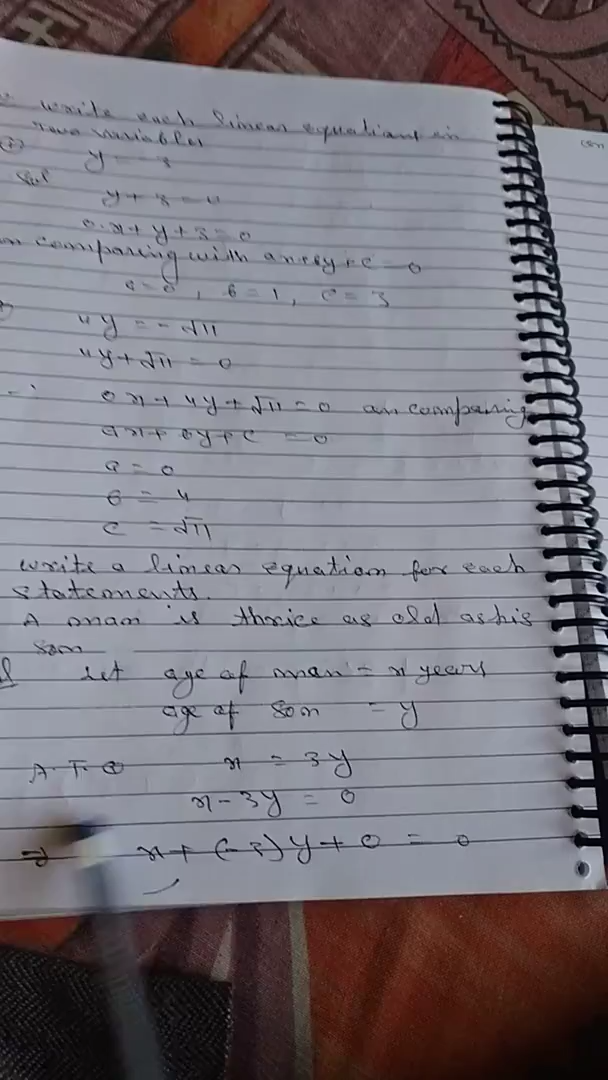 write each linear equations in
two variables
y = -3
Sol
y + 3 = 0
0.x + y + 3 = 0
on comparing with ax+by+c = 0
a = 0, b = 1, c = 3
4y = -√11
4y + √11 = 0
0x + 4y + √11 = 0 on comparing
ax + by + c = 0
a = 0
b = 4
c = √11
write a linear equation for each
statements.
A man is thrice as old as his
son
let age of man = x years
age of son = y
A.T.Q x = 3y
x - 3y = 0
⇒ x + (-3)y + 0 = 0